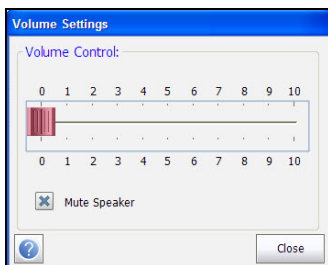 Volume Settings
Volume Control:
0 1 2 3 4 5 6 7 8 9 10
0 1 2 3 4 5 6 7 8 9 10
Mute Speaker
? Close